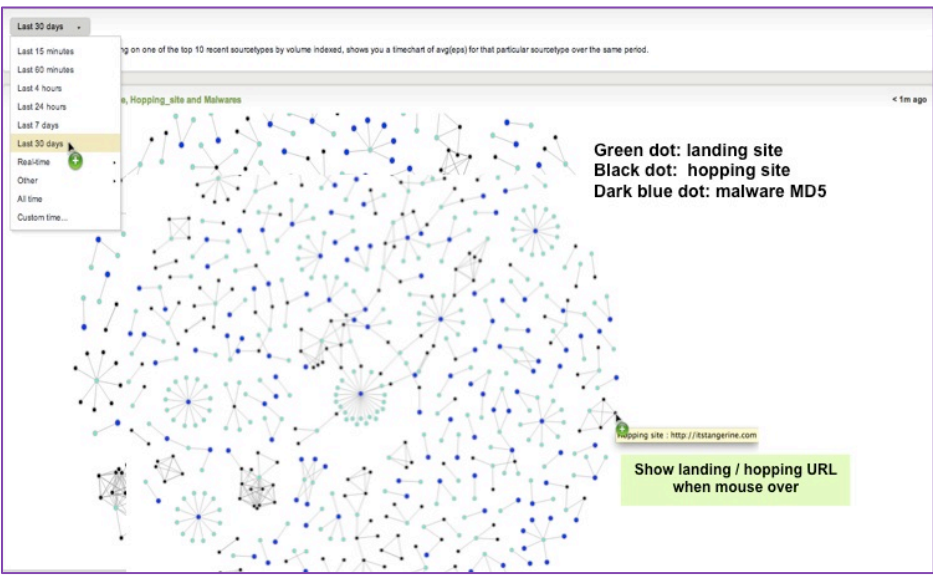 Last 30 days
Last 15 minutes
Last 60 minutes
Last 4 hours
Last 24 hours
Last 7 days
Last 30 days
Real-time
Other
All time
Custom time...
on one of the top 10 recent sourcetypes by volume indexed, shows you a timechart of avg(eps) for that particular sourcetype over the same period.
, Hopping_site and Malwares
< 1m ago
Green dot: landing site
Black dot: hopping site
Dark blue dot: malware MD5
Hopping site : http://itstangerine.com
Show landing / hopping URL
when mouse over